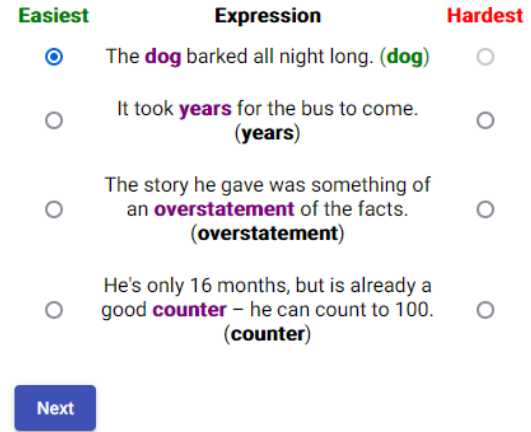 Easiest Expression Hardest
The dog barked all night long. (dog)
It took years for the bus to come.
(years)
The story he gave was something of
an overstatement of the facts.
(overstatement)
He's only 16 months, but is already a
good counter – he can count to 100.
(counter)
Next